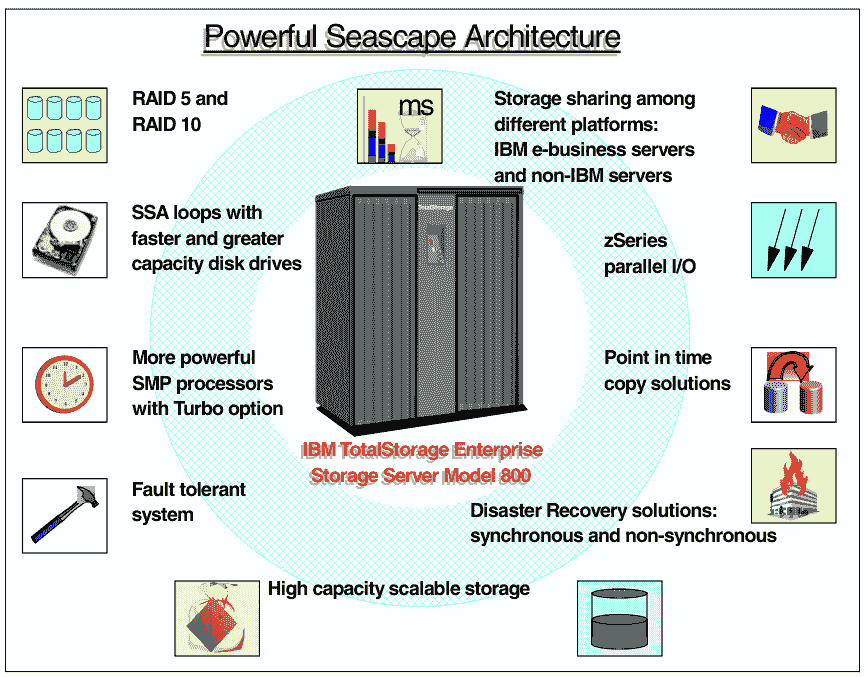 Powerful Seascape Architecture
RAID 5 and
RAID 10
ms
Storage sharing among
different platforms:
IBM e-business servers
and non-IBM servers
SSA loops with
faster and greater
capacity disk drives
zSeries
parallel I/O
More powerful
SMP processors
with Turbo option
Point in time
copy solutions
IBM TotalStorage Enterprise
Storage Server Model 800
Fault tolerant
system
Disaster Recovery solutions:
synchronous and non-synchronous
High capacity scalable storage